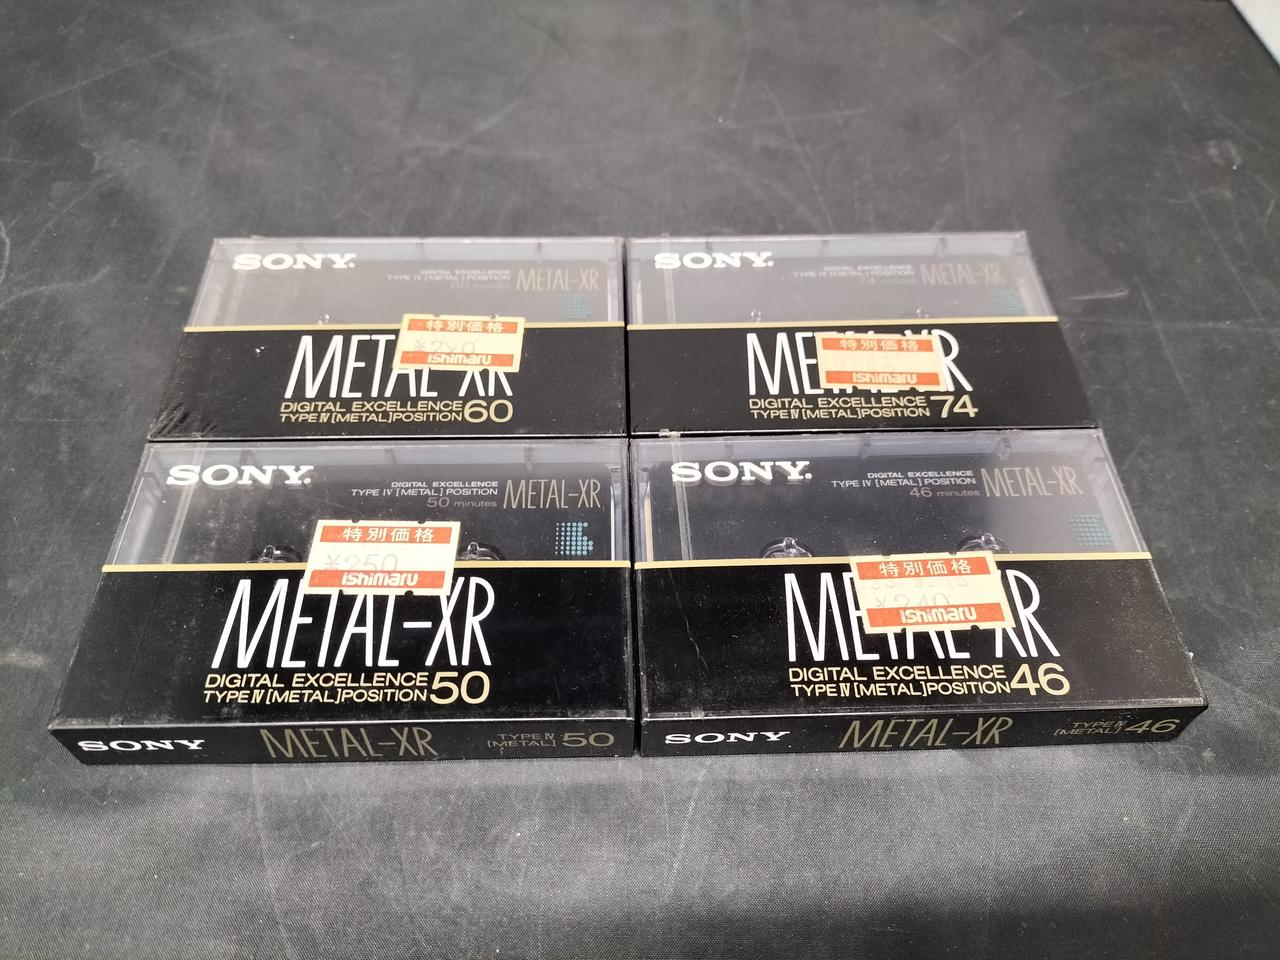 SONY.
DIGITAL EXCELLENCE
TYPE IV [METAL] POSITION
60 minutes
METAL-XR
特別価格
¥290
ishimaru
METAL-XR
DIGITAL EXCELLENCE
TYPE IV [METAL] POSITION 60
SONY.
DIGITAL EXCELLENCE
TYPE IV [METAL] POSITION
74 minutes
METAL-XR
特別価格
ishimaru
METAL-XR
DIGITAL EXCELLENCE
TYPE IV [METAL] POSITION 74
SONY.
DIGITAL EXCELLENCE
TYPE IV [METAL] POSITION
50 minutes
METAL-XR
特別価格
¥250
ishimaru
METAL-XR
DIGITAL EXCELLENCE
TYPE IV [METAL] POSITION 50
SONY METAL-XR TYPE IV [METAL] 50
SONY.
DIGITAL EXCELLENCE
TYPE IV [METAL] POSITION
46 minutes
METAL-XR
特別価格
¥240
ishimaru
METAL-XR
DIGITAL EXCELLENCE
TYPE IV [METAL] POSITION 46
SONY METAL-XR TYPE IV [METAL] 46